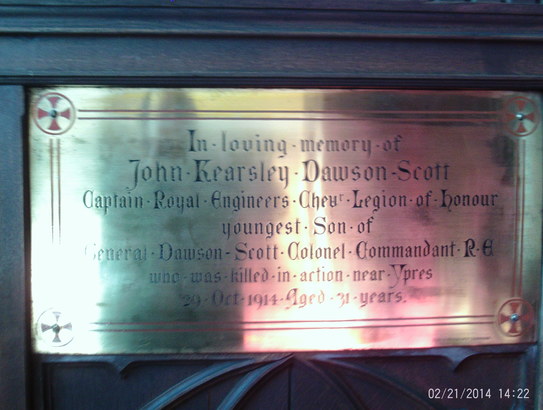 In·loving·memory·of
John·Kearsley·Dawson-Scott
Captain·Royal·Engineers·Chevr·Legion·of·Honour
youngest·Son·of
General·Dawson-Scott·Colonel·Commandant·R·E
who·was·killed·in·action·near·Ypres
29·Oct·1914·Aged·31·years.
02/21/2014 14:22